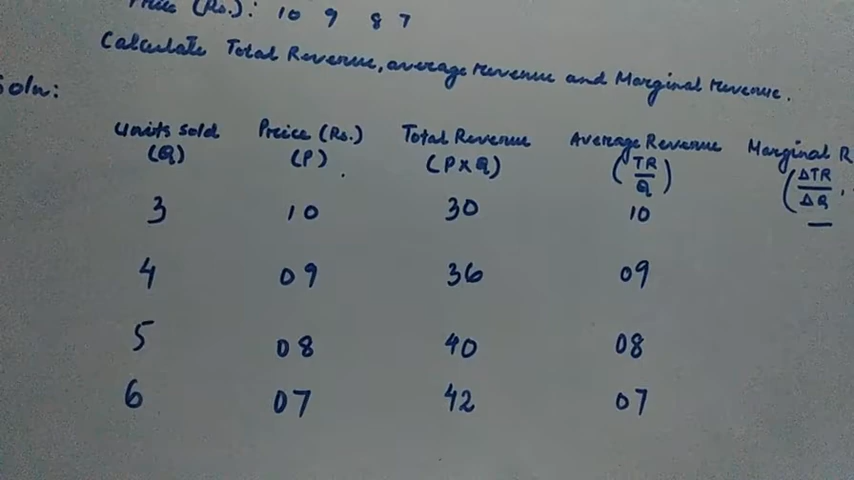 Price (Rs.): 10 9 8 7
Calculate Total Revenue, average revenue and Marginal Revenue.
Soln:
Units sold Price (Rs.) Total Revenue Average Revenue Marginal R
(Q) (P) (PXQ) (TR/Q) (ΔTR/ΔQ
3 10 30 10
4 09 36 09
5 08 40 08
6 07 42 07